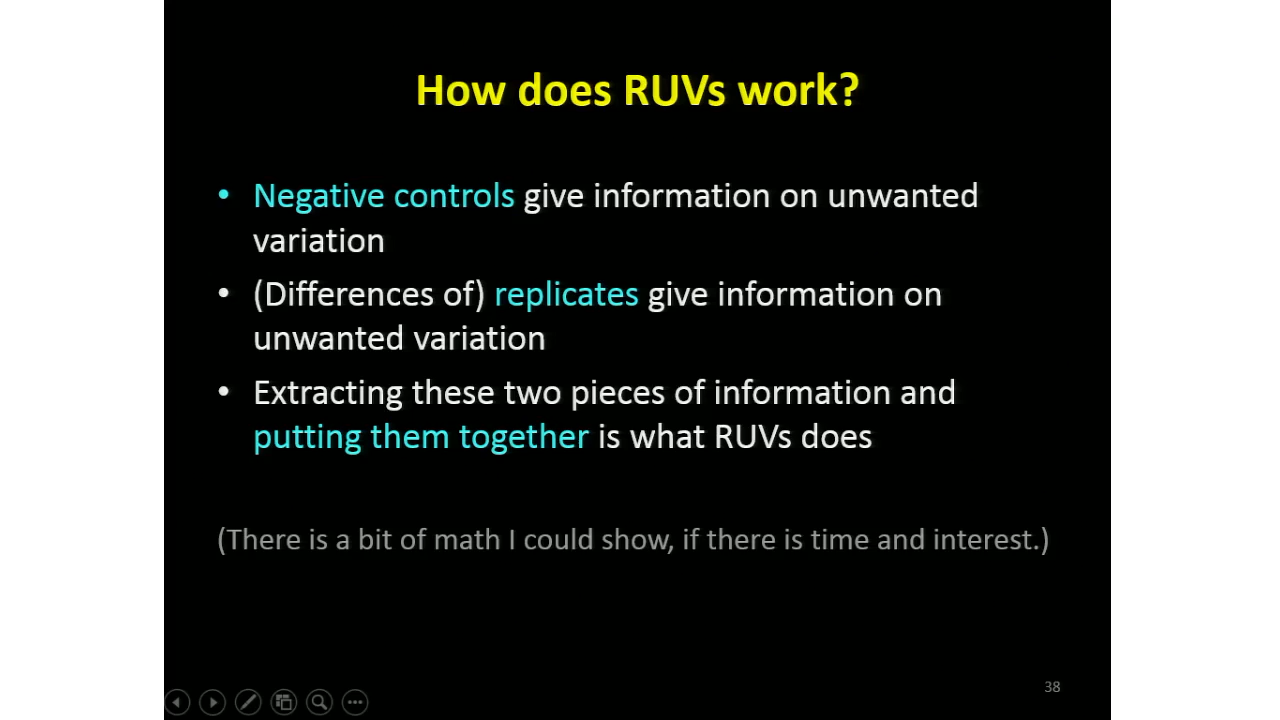 How does RUVs work?
• Negative controls give information on unwanted
variation
• (Differences of) replicates give information on
unwanted variation
• Extracting these two pieces of information and
putting them together is what RUVs does
(There is a bit of math I could show, if there is time and interest.)
38